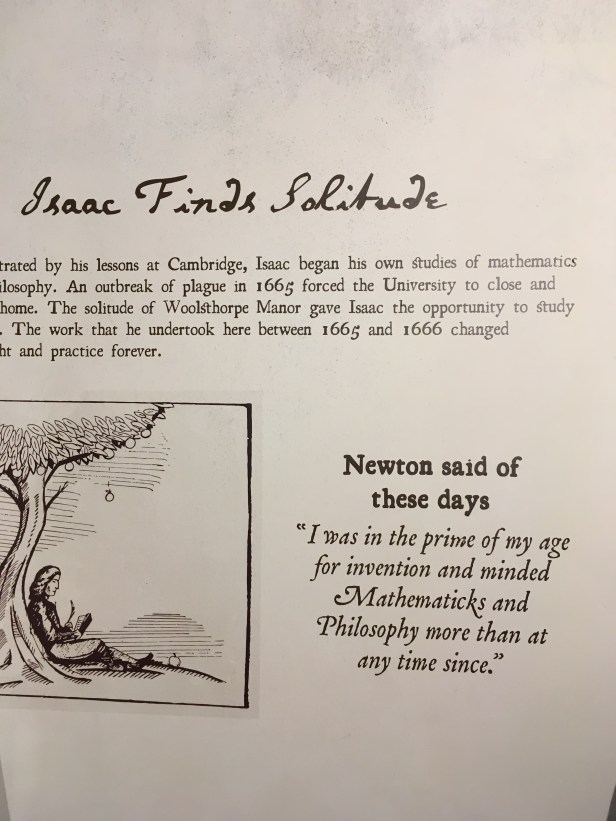 Isaac Finds Solitude
trated by his lessons at Cambridge, Isaac began his own studies of mathematics
ilosophy. An outbreak of plague in 1665 forced the University to close and
home. The solitude of Woolsthorpe Manor gave Isaac the opportunity to study
. The work that he undertook here between 1665 and 1666 changed
ht and practice forever.
Newton said of
these days
“I was in the prime of my age
for invention and minded
Mathematicks and
Philosophy more than at
any time since.”